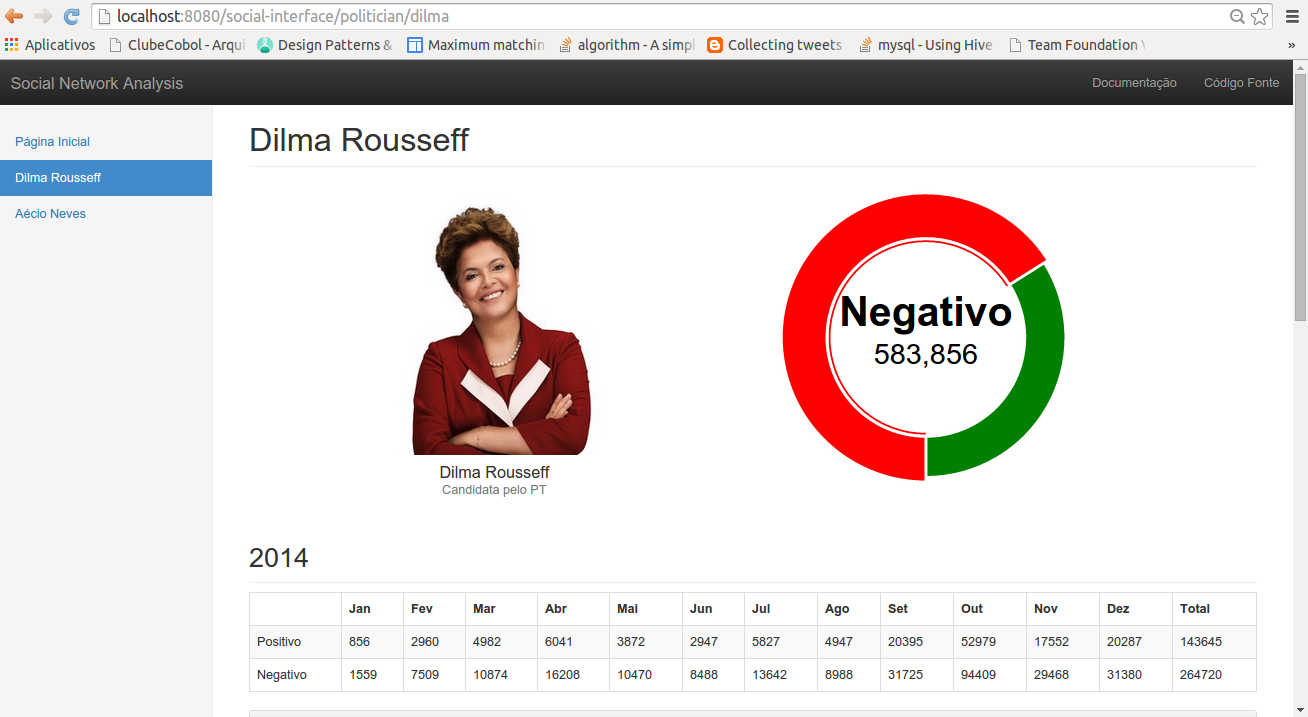 localhost:8080/social-interface/politician/dilma
Aplicativos ClubeCobol - Arqui Design Patterns & Maximum matchin algorithm - A simpl Collecting tweets mysql - Using Hive Team Foundation »
Social Network Analysis Documentação Código Fonte
Página Inicial
Dilma Rousseff
Aécio Neves
Dilma Rousseff
Negativo
583,856
Dilma Rousseff
Candidata pelo PT
2014
Jan Fev Mar Abr Mai Jun Jul Ago Set Out Nov Dez Total
Positivo 856 2960 4982 6041 3872 2947 5827 4947 20395 52979 17552 20287 143645
Negativo 1559 7509 10874 16208 10470 8488 13642 8988 31725 94409 29468 31380 264720